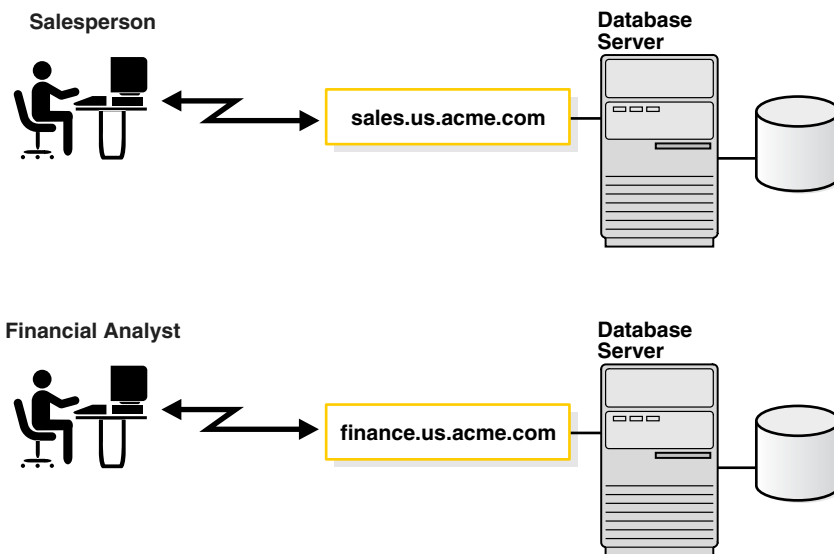 Salesperson
Database
Server
sales.us.acme.com
Financial Analyst
Database
Server
finance.us.acme.com